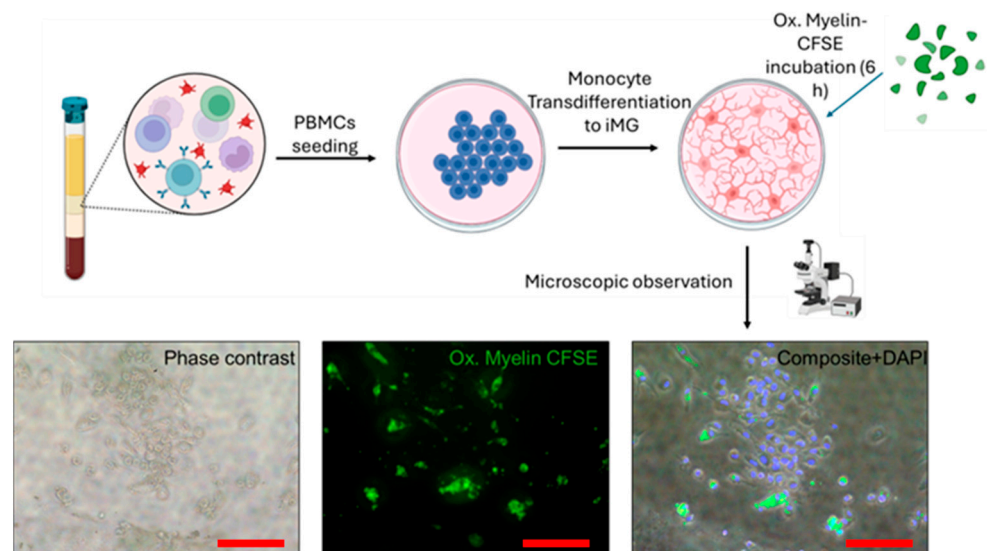 Ox. Myelin-
CFSE
incubation (6
h)
Monocyte
Transdifferentiation
to iMG
PBMCs
seeding
Microscopic observation
Phase contrast
Ox. Myelin CFSE
Composite+DAPI